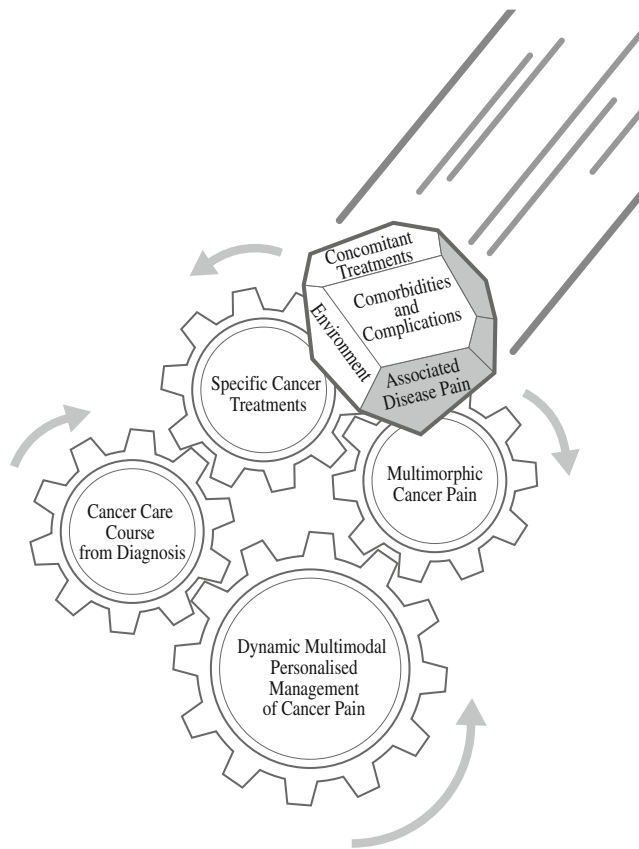 Concomitant
Treatments
Comorbidities
and
Complications
Environment
Associated
Disease Pain
Specific Cancer
Treatments
Multimorphic
Cancer Pain
Cancer Care
Course
from Diagnosis
Dynamic Multimodal
Personalised
Management
of Cancer Pain